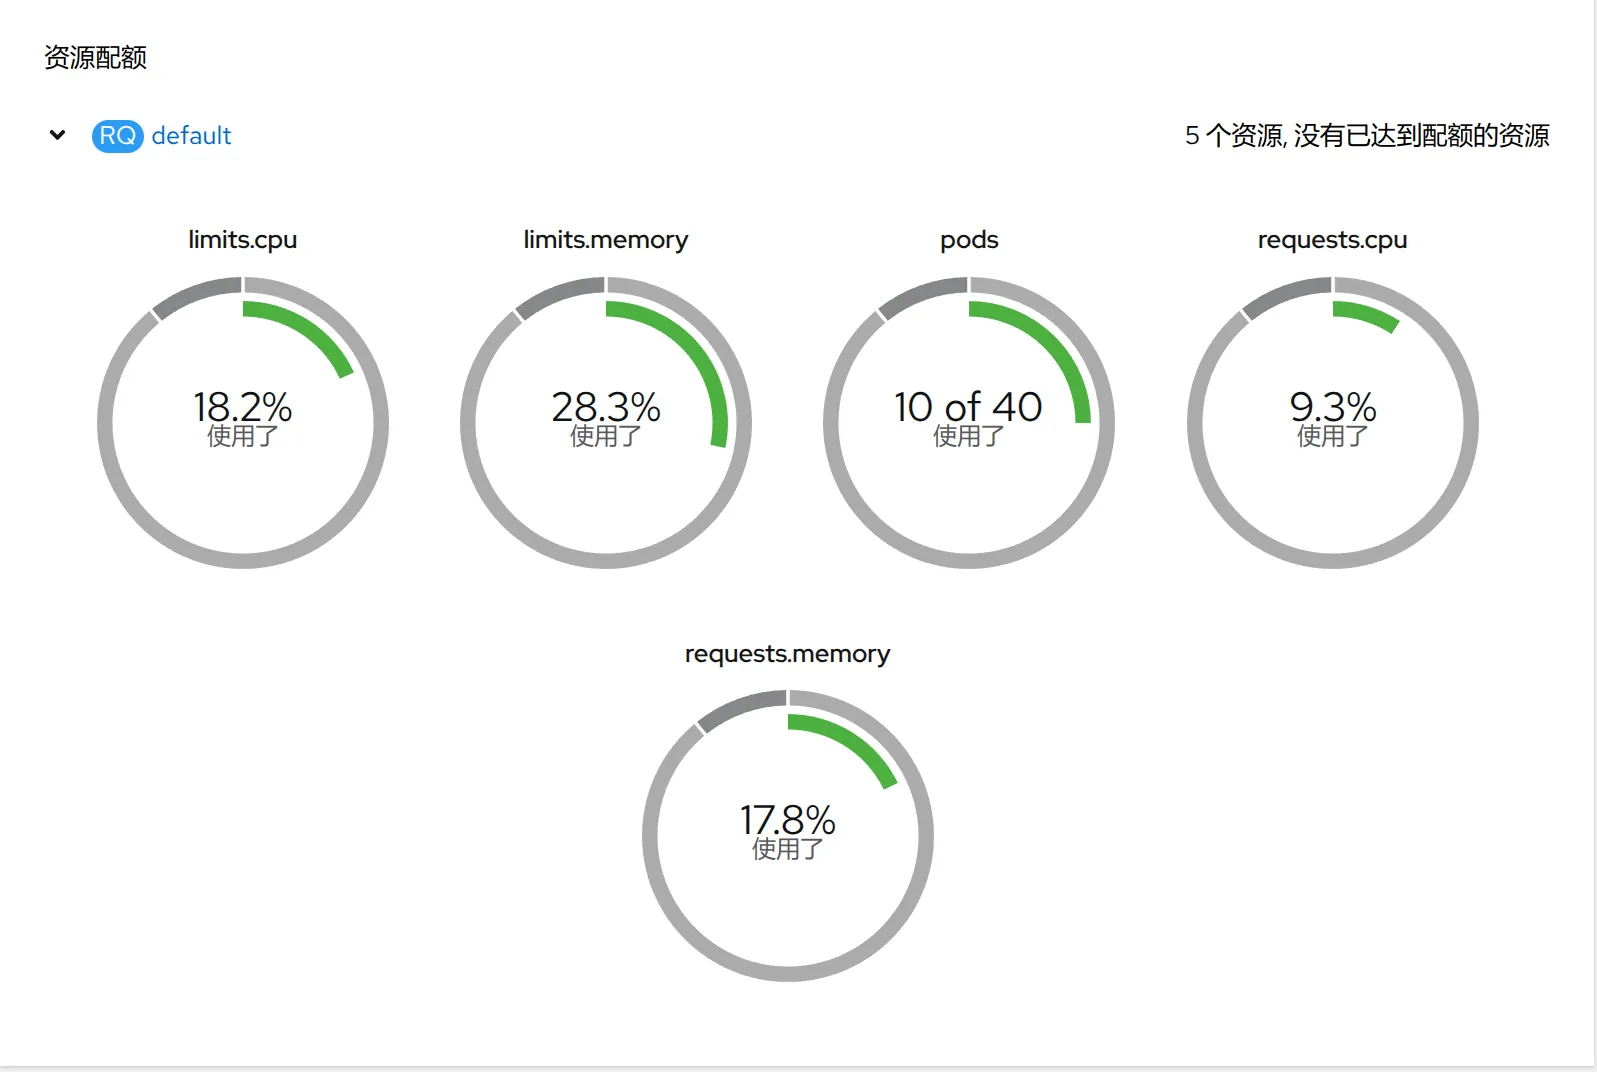 资源配额
RQ default
5 个资源, 没有已达到配额的资源
limits.cpu
18.2%
使用了
limits.memory
28.3%
使用了
pods
10 of 40
使用了
requests.cpu
9.3%
使用了
requests.memory
17.8%
使用了